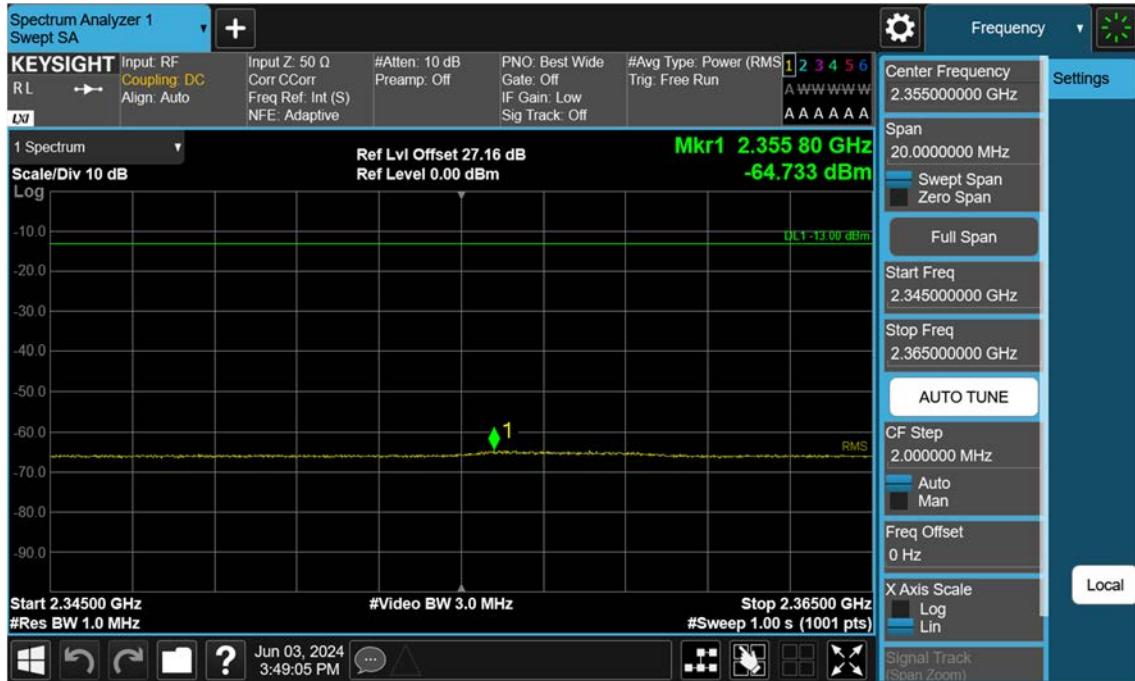 Spectrum Analyzer 1
Swept SA
Frequency
KEYSIGHT
RL
LXI
Input: RF
Coupling: DC
Align: Auto
Input Z: 50 Ω
Corr CCorr
Freq Ref: Int (S)
NFE: Adaptive
#Atten: 10 dB
Preamp: Off
PNO: Best Wide
Gate: Off
IF Gain: Low
Sig Track: Off
#Avg Type: Power (RMS
Trig: Free Run
1 2 3 4 5 6
A W W W W W
A A A A A A
1 Spectrum
Scale/Div 10 dB
Ref Lvl Offset 27.16 dB
Ref Level 0.00 dBm
Mkr1 2.355 80 GHz
-64.733 dBm
Log
-10.0
DL1 -13.00 dBm
-20.0
-30.0
-40.0
-50.0
-60.0
1
RMS
-70.0
-80.0
-90.0
Start 2.34500 GHz
#Video BW 3.0 MHz
Stop 2.36500 GHz
#Res BW 1.0 MHz
#Sweep 1.00 s (1001 pts)
?
Jun 03, 2024
3:49:05 PM
Center Frequency
2.355000000 GHz
Settings
Span
20.0000000 MHz
Swept Span
Zero Span
Full Span
Start Freq
2.345000000 GHz
Stop Freq
2.365000000 GHz
AUTO TUNE
CF Step
2.000000 MHz
Auto
Man
Freq Offset
0 Hz
X Axis Scale
Log
Lin
Local
Signal Track
(Span Zoom)